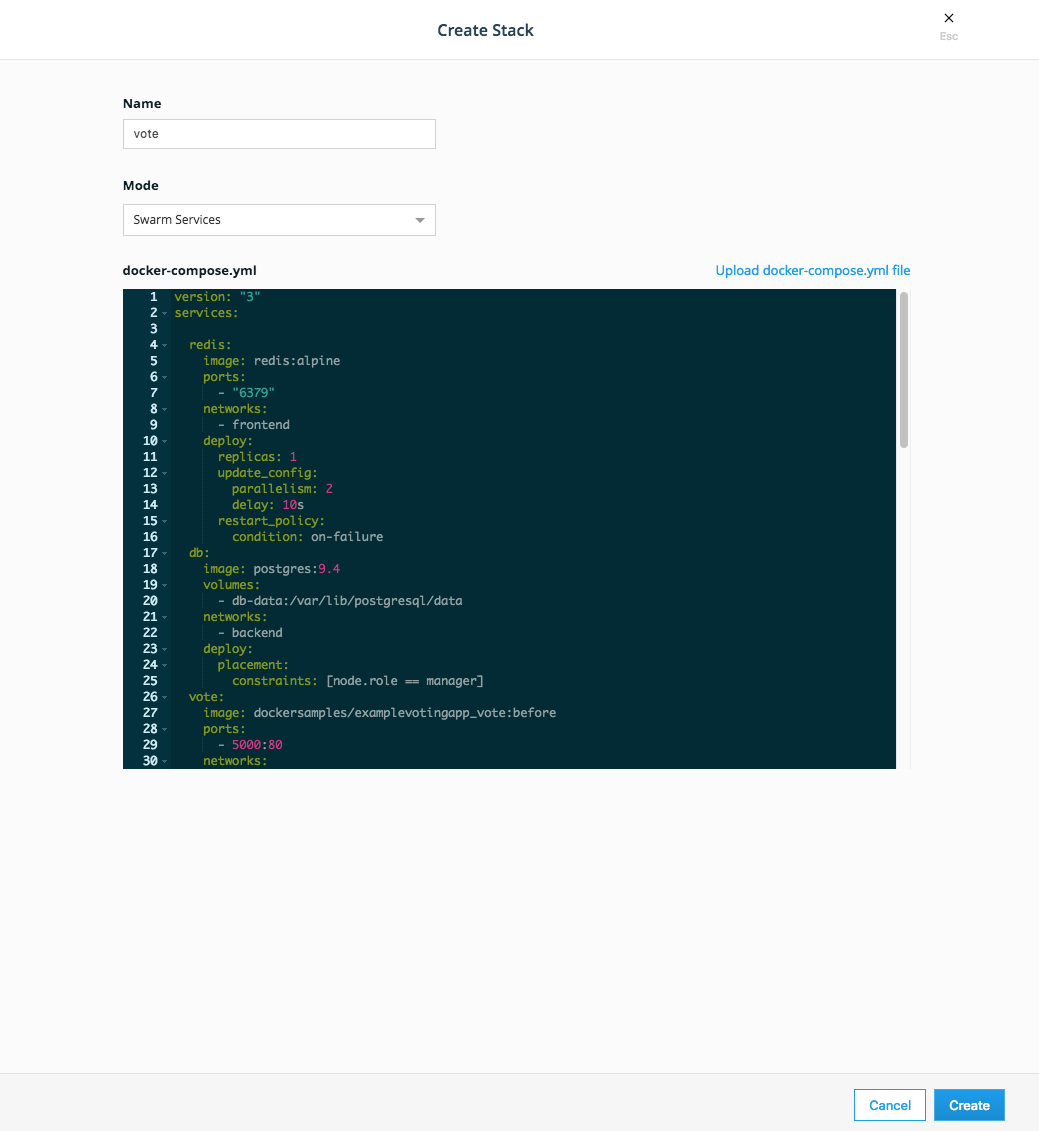 Create Stack
×
Esc
Name
vote
Mode
Swarm Services
docker-compose.yml
Upload docker-compose.yml file
1 version: "3"
2 services:
3
4   redis:
5     image: redis:alpine
6     ports:
7       - "6379"
8     networks:
9       - frontend
10     deploy:
11       replicas: 1
12       update_config:
13         parallelism: 2
14         delay: 10s
15       restart_policy:
16         condition: on-failure
17   db:
18     image: postgres:9.4
19     volumes:
20       - db-data:/var/lib/postgresql/data
21     networks:
22       - backend
23     deploy:
24       placement:
25         constraints: [node.role == manager]
26   vote:
27     image: dockersamples/examplevotingapp_vote:before
28     ports:
29       - 5000:80
30     networks:
Cancel
Create